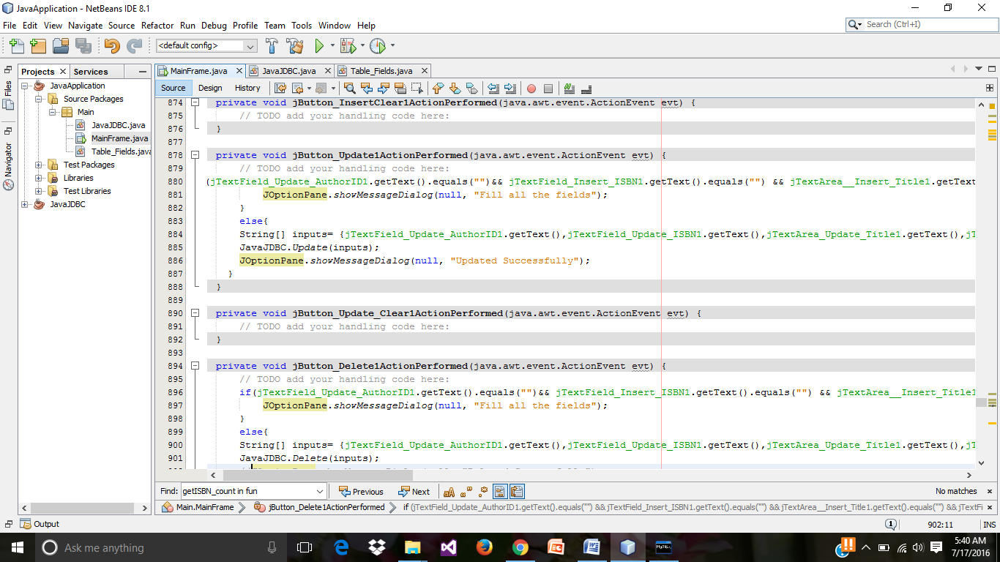 JavaApplication - NetBeans IDE 8.1
File Edit View Navigate Source Refactor Run Debug Profile Team Tools Window Help
Search (Ctrl+I)
<default config>
Projects Services
MainFrame.java JavaJDBC.java Table_Fields.java
Files
Navigator
JavaApplication
Source Packages
Main
JavaJDBC.java
MainFrame.java
Table_Fields.java
Test Packages
Libraries
Test Libraries
JavaJDBC
Source Design History
874 private void jButton_InsertClear1ActionPerformed(java.awt.event.ActionEvent evt) {
875 // TODO add your handling code here:
876 }
877
878 private void jButton_Update1ActionPerformed(java.awt.event.ActionEvent evt) {
879 // TODO add your handling code here:
880 (jTextField_Update_AuthorID1.getText().equals("")&& jTextField_Insert_ISBN1.getText().equals("") && jTextArea__Insert_Title1.getText
881 JOptionPane.showMessageDialog(null, "Fill all the fields");
882 }
883 else{
884 String[] inputs= {jTextField_Update_AuthorID1.getText(),jTextField_Update_ISBN1.getText(),jTextArea_Update_Title1.getText(),jT
885 JavaJDBC.Update(inputs);
886 JOptionPane.showMessageDialog(null, "Updated Successfully");
887 }
888 }
889
890 private void jButton_Update_Clear1ActionPerformed(java.awt.event.ActionEvent evt) {
891 // TODO add your handling code here:
892 }
893
894 private void jButton_Delete1ActionPerformed(java.awt.event.ActionEvent evt) {
895 // TODO add your handling code here:
896 if(jTextField_Update_AuthorID1.getText().equals("")&& jTextField_Insert_ISBN1.getText().equals("") && jTextArea__Insert_Title1
897 JOptionPane.showMessageDialog(null, "Fill all the fields");
898 }
899 else{
900 String[] inputs= {jTextField_Update_AuthorID1.getText(),jTextField_Update_ISBN1.getText(),jTextArea_Update_Title1.getText(),jT
901 JavaJDBC.Delete(inputs);
Find: getISBN_count in fun Previous Next No matches
Main.MainFrame jButton_Delete1ActionPerformed if (jTextField_Update_AuthorID1.getText().equals("") && jTextField_Insert_ISBN1.getText().equals("") && jTextArea__Insert_Title1.getText().equals("") && jTextFi
Output 1 902:11 INS
Ask me anything
MySQL
5:40 AM
7/17/2016